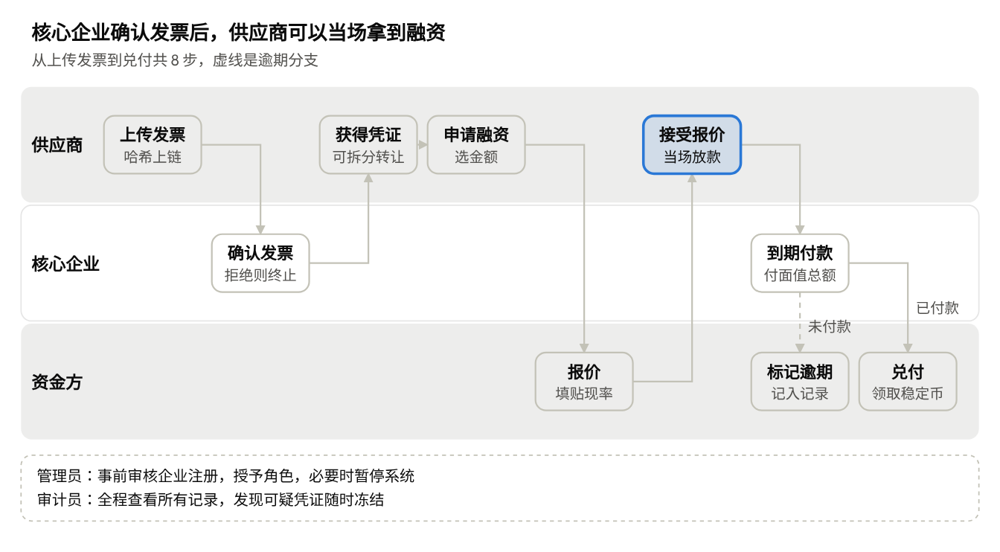 核心企业确认发票后，供应商可以当场拿到融资
从上传发票到兑付共 8 步，虚线是逾期分支
供应商
上传发票
哈希上链
获得凭证
可拆分转让
申请融资
选金额
接受报价
当场放款
核心企业
确认发票
拒绝则终止
到期付款
付面值总额
已付款
未付款
资金方
报价
填贴现率
标记逾期
记入记录
兑付
领取稳定币
管理员：事前审核企业注册，授予角色，必要时暂停系统
审计员：全程查看所有记录，发现可疑凭证随时冻结